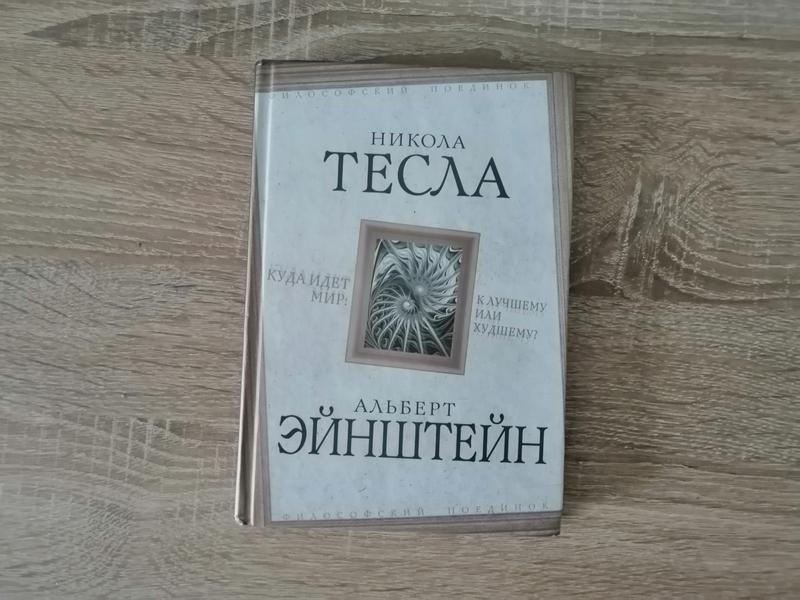 ФИЛОСОФСКИЙ ПОЕДИНОК
НИКОЛА
ТЕСЛА
КУДА ИДЕТ
МИР:
К ЛУЧШЕМУ
ИЛИ
ХУДШЕМУ?
АЛЬБЕРТ
ЭЙНШТЕЙН
ФИЛОСОФСКИЙ ПОЕДИНОК